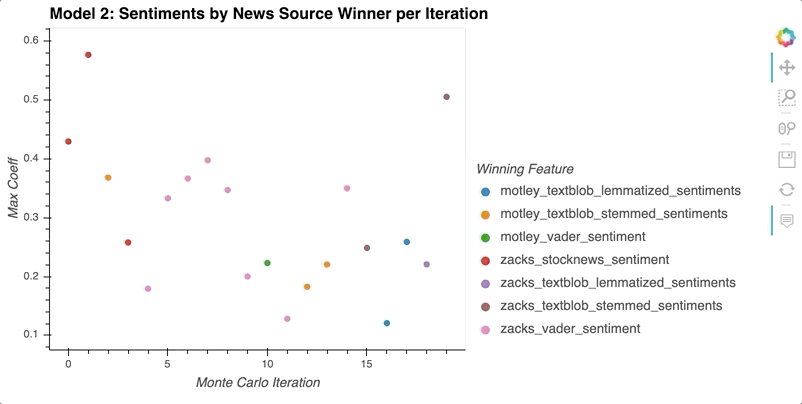 Model 2: Sentiments by News Source Winner per Iteration
0.6
0.5
0.4
0.3
0.2
0.1
Max Coeff
0 5 10 15
Monte Carlo Iteration
Winning Feature
motley_textblob_lemmatized_sentiments
motley_textblob_stemmed_sentiments
motley_vader_sentiment
zacks_stocknews_sentiment
zacks_textblob_lemmatized_sentiments
zacks_textblob_stemmed_sentiments
zacks_vader_sentiment